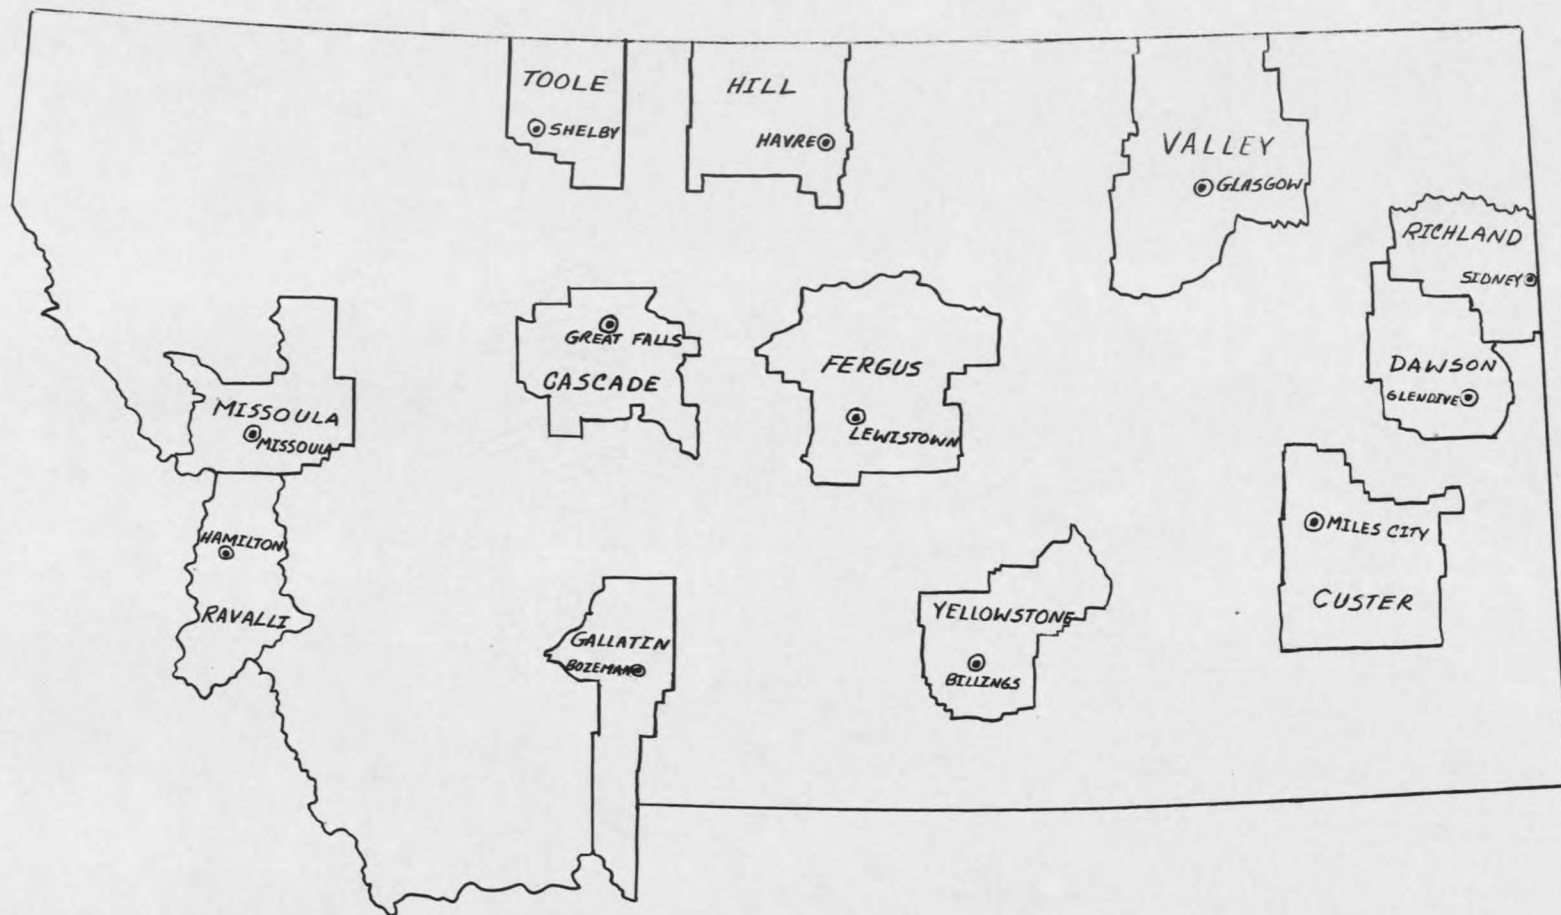 TOOLE
SHELBY
HILL
HAVRE
VALLEY
GLASGOW
RICHLAND
SIDNEY
GREAT FALLS
CASCADE
FERGUS
LEWISTOWN
DAWSON
GLENDIVE
MISSOULA
MISSOULA
HAMILTON
RAVALLI
GALLATIN
BOZEMAN
YELLOWSTONE
BILLINGS
MILES CITY
CUSTER